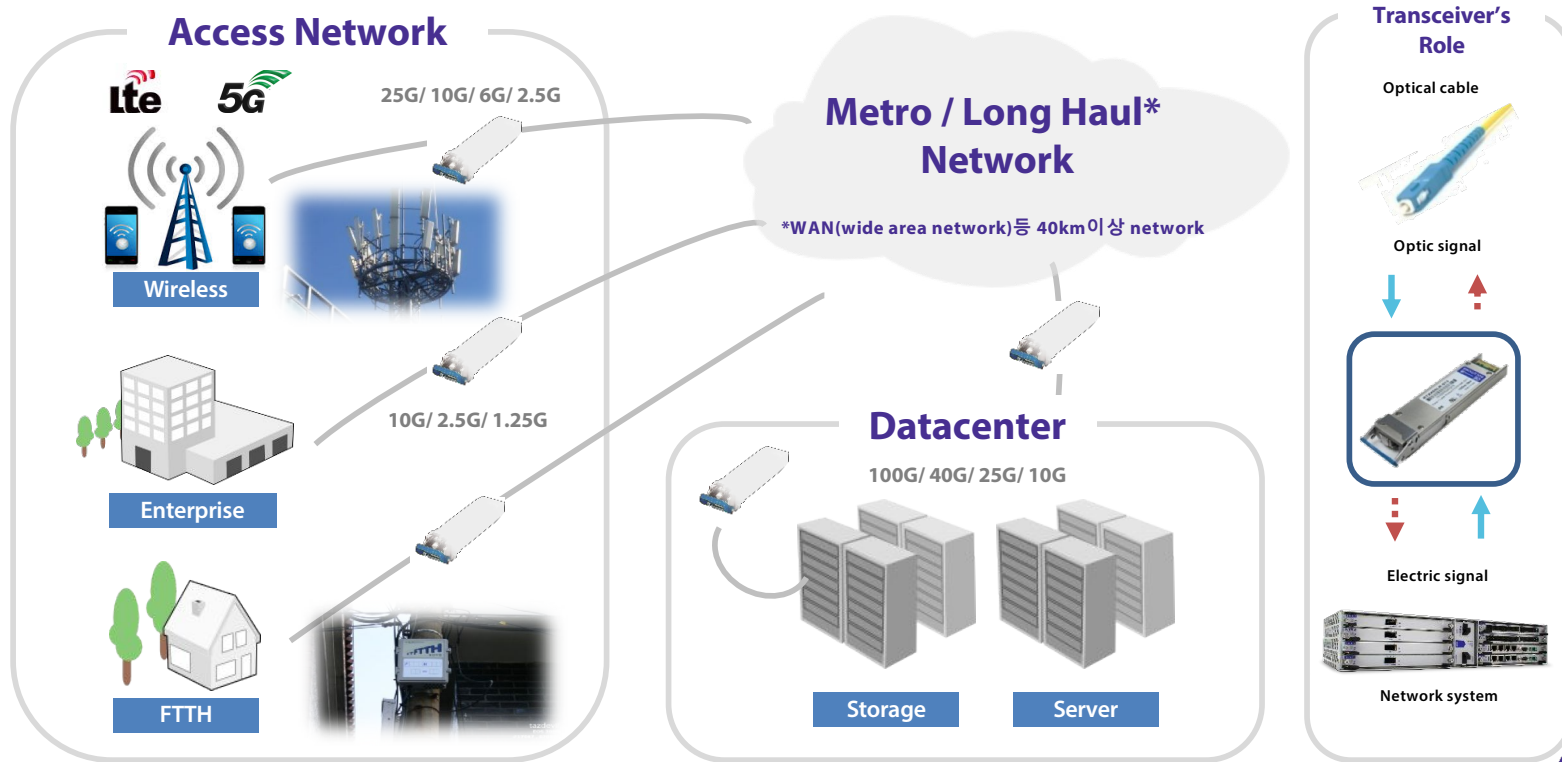 Access Network
Lte
5G
25G/ 10G/ 6G/ 2.5G
Wireless
Enterprise
10G/ 2.5G/ 1.25G
FTTH
FTTH
Metro / Long Haul*
Network
*WAN(wide area network)등 40km이상 network
Datacenter
100G/ 40G/ 25G/ 10G
Storage
Server
Transceiver's
Role
Optical cable
Optic signal
Electric signal
Network system